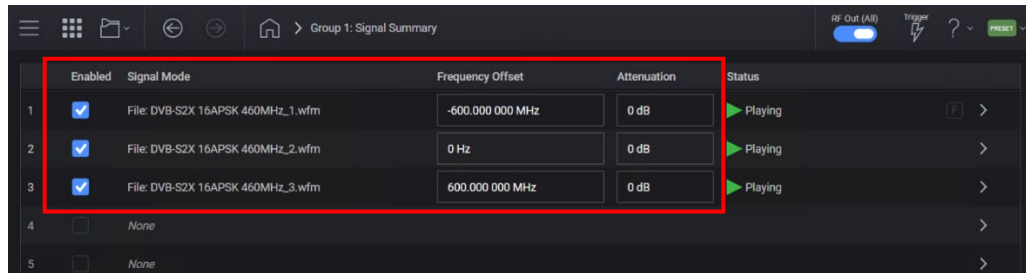 Group 1: Signal Summary
RF Out (All)
Trigger
?
PRESET
Enabled Signal Mode Frequency Offset Attenuation Status
1 File: DVB-S2X 16APSK 460MHz_1.wfm -600.000 000 MHz 0 dB Playing F
2 File: DVB-S2X 16APSK 460MHz_2.wfm 0 Hz 0 dB Playing
3 File: DVB-S2X 16APSK 460MHz_3.wfm 600.000 000 MHz 0 dB Playing
4 None
5 None